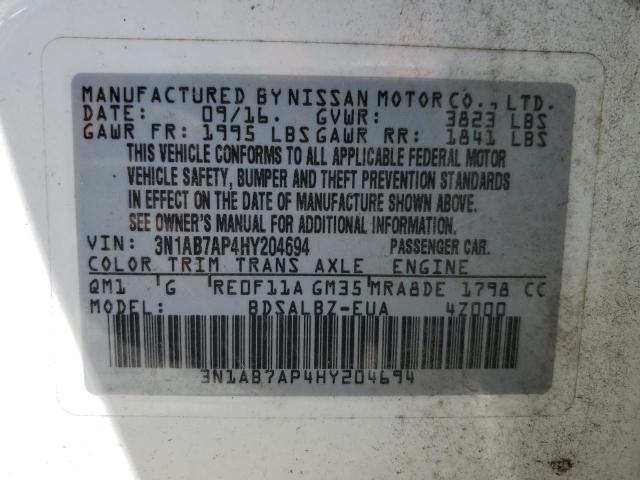 MANUFACTURED BY NISSAN MOTOR CO., LTD.
DATE: 09/16. GVWR: 3823 LBS
GAWR FR: 1995 LBS GAWR RR: 1841 LBS
THIS VEHICLE CONFORMS TO ALL APPLICABLE FEDERAL MOTOR
VEHICLE SAFETY, BUMPER AND THEFT PREVENTION STANDARDS
IN EFFECT ON THE DATE OF MANUFACTURE SHOWN ABOVE.
SEE OWNER'S MANUAL FOR ADDITIONAL INFORMATION.
VIN: 3N1AB7AP4HY204694 PASSENGER CAR.
COLOR TRIM TRANS AXLE ENGINE
QM1 G RE0F11A GM35 MRA8DE 1798 CC
MODEL: BDSALBZ-EUA 4Z000
3N1AB7AP4HY204694